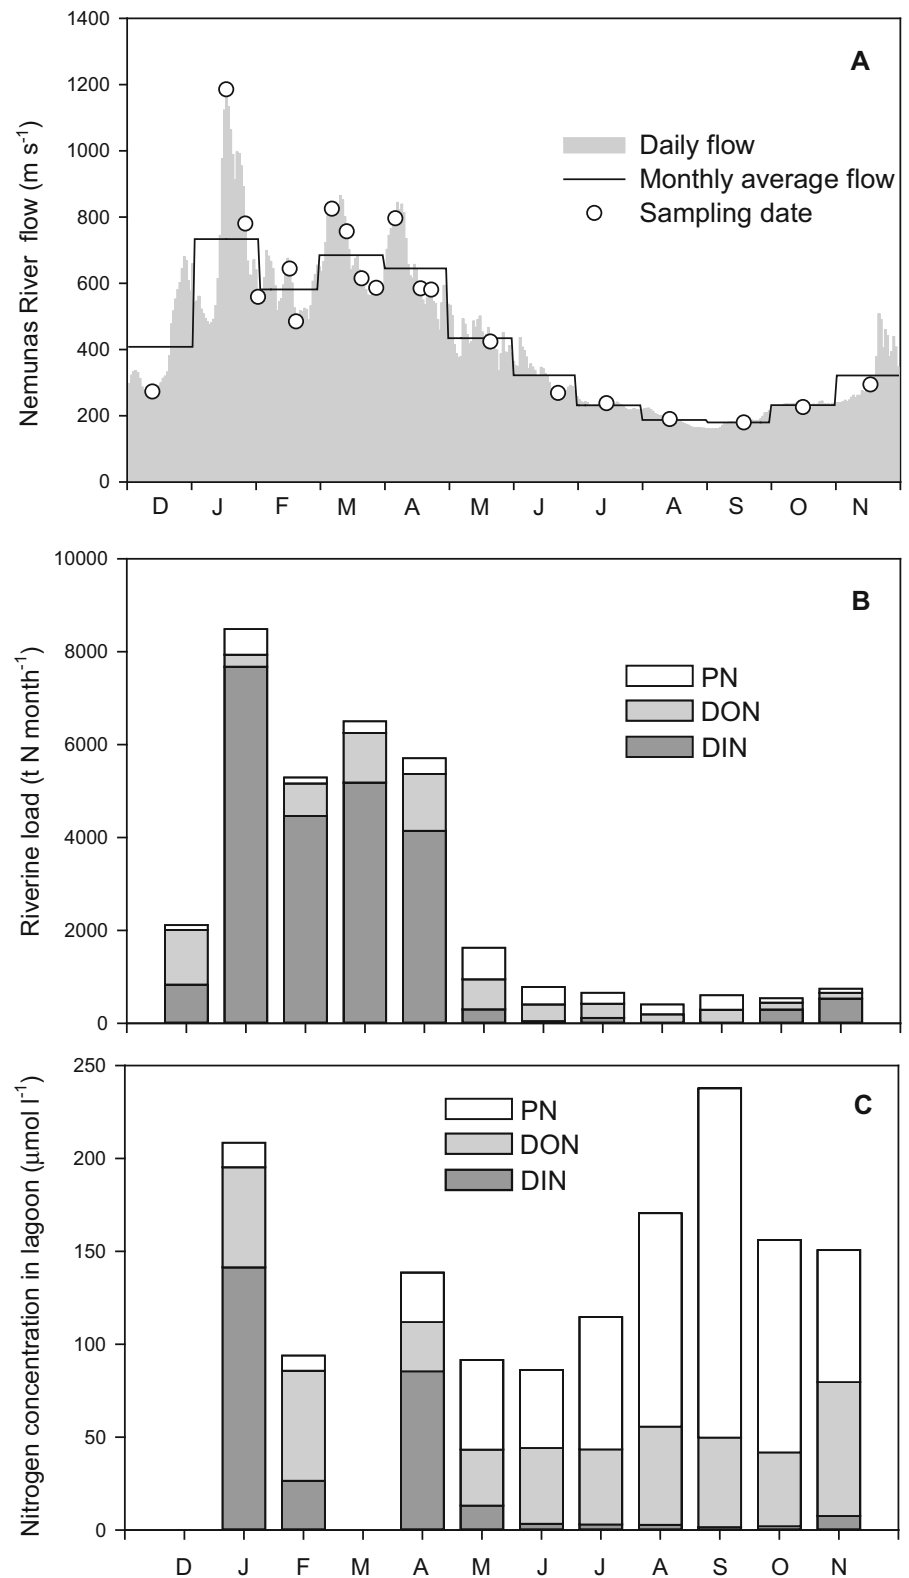 1400
1200
1000
800
600
400
200
0
Nemunas River flow (m s⁻¹)
A
Daily flow
Monthly average flow
Sampling date
D J F M A M J J A S O N
10000
8000
6000
4000
2000
0
Riverine load (t N month⁻¹)
B
PN
DON
DIN
250
200
150
100
50
0
Nitrogen concentration in lagoon (μmol l⁻¹)
C
PN
DON
DIN
D J F M A M J J A S O N